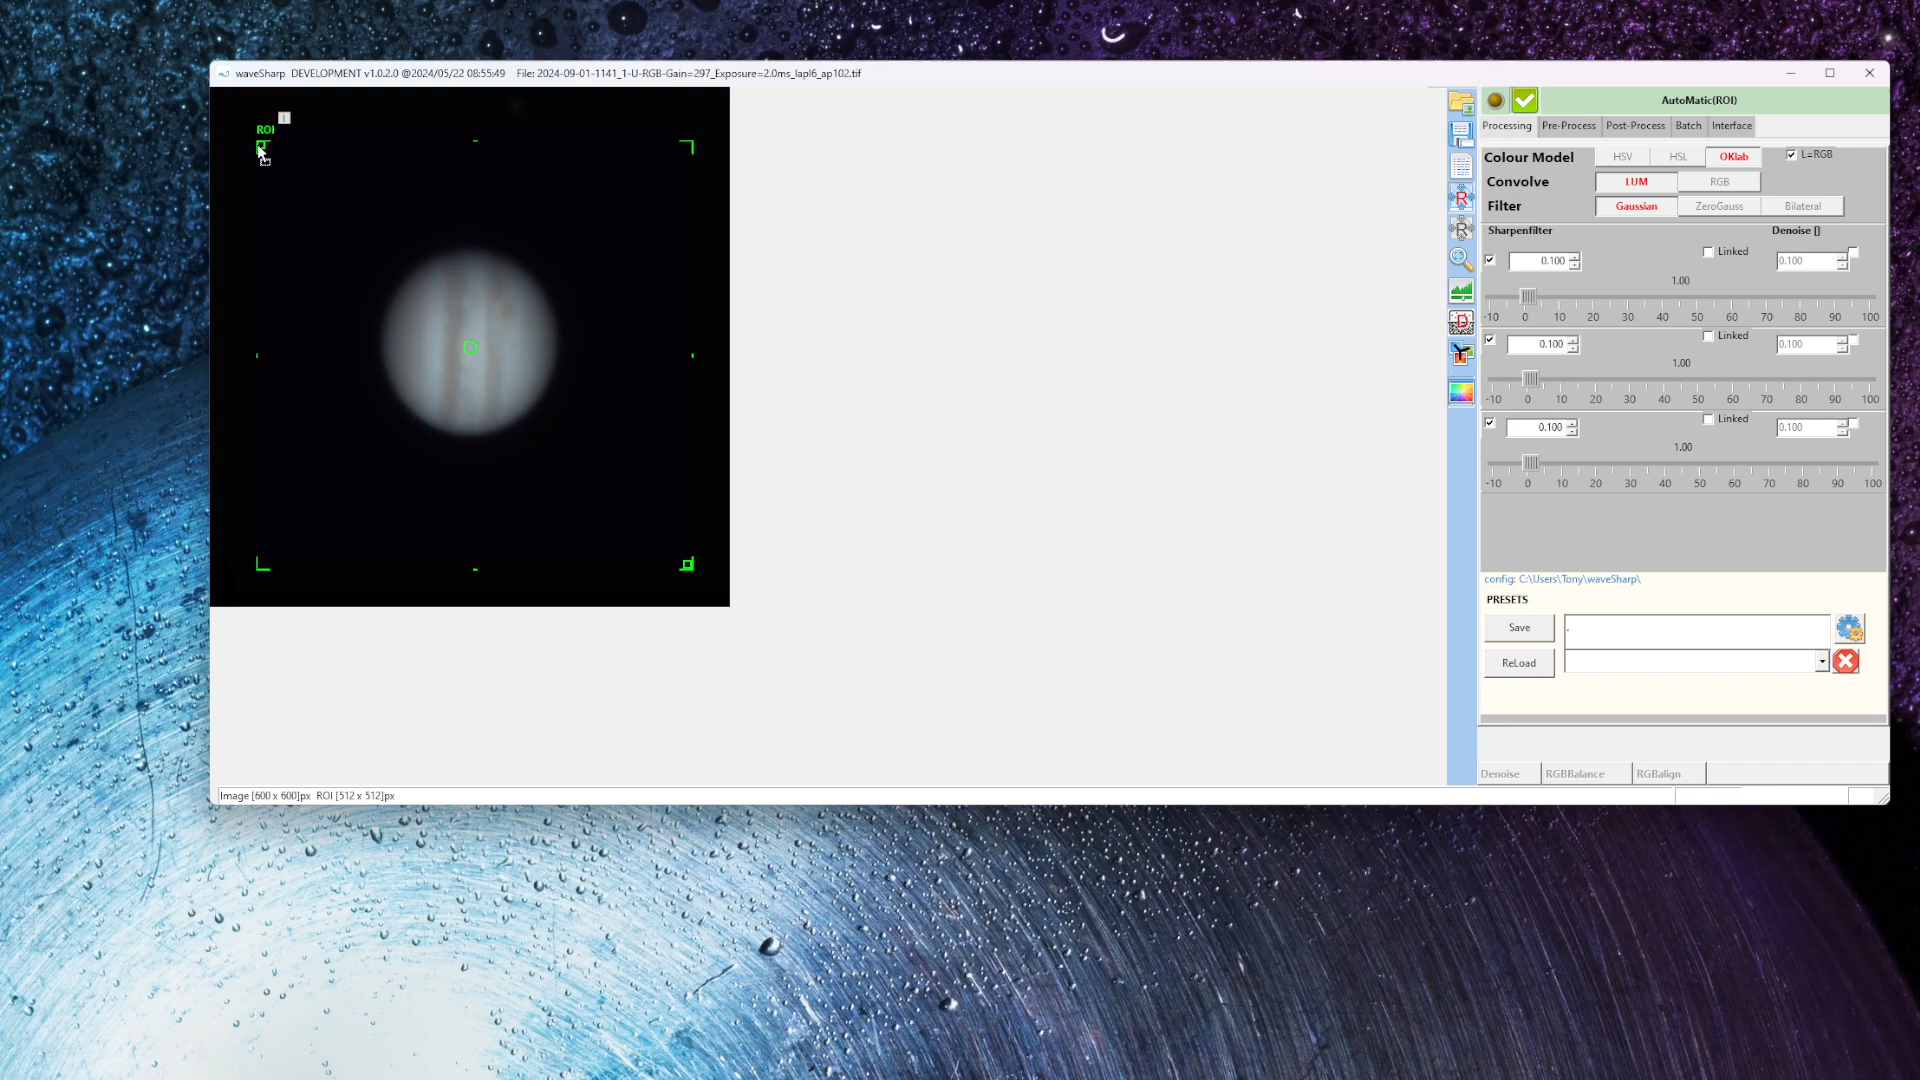 waveSharp DEVELOPMENT v1.0.2.0 @2024/05/22 08:55:49 File: 2024-09-01-1141_1-U-RGB-Gain=297_Exposure=2.0ms_lapl6_ap102.tif
ROI
AutoMatic(ROI)
Processing Pre-Process Post-Process Batch Interface
Colour Model HSV HSL OKlab L=RGB
Convolve LUM RGB
Filter Gaussian ZeroGauss Bilateral
Sharpenfilter Denoise []
0.100 Linked 0.100
1.00
-10 0 10 20 30 40 50 60 70 80 90 100
0.100 Linked 0.100
1.00
-10 0 10 20 30 40 50 60 70 80 90 100
0.100 Linked 0.100
1.00
-10 0 10 20 30 40 50 60 70 80 90 100
config: C:\Users\Tony\waveSharp\
PRESETS
Save .
ReLoad
Denoise RGBBalance RGBalign
Image [600 x 600]px ROI [512 x 512]px